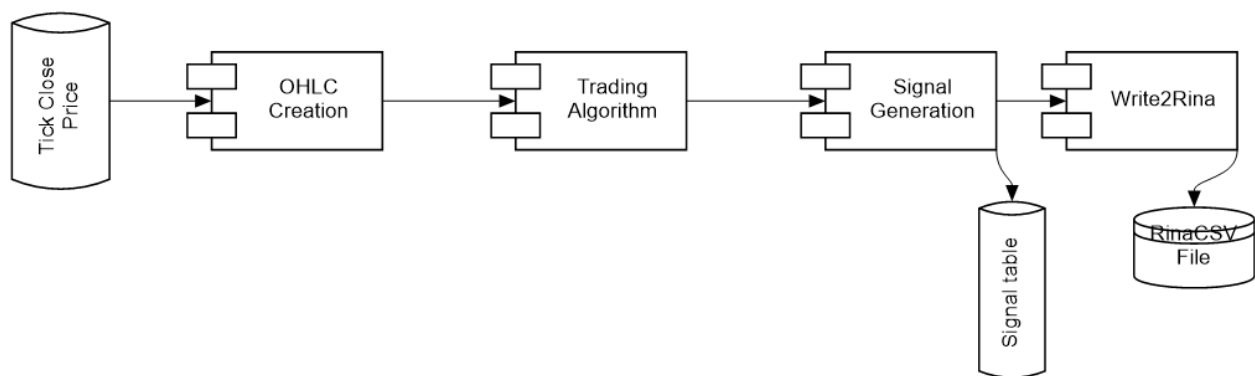 Tick Close
Price
OHLC
Creation
Trading
Algorithm
Signal
Generation
Write2Rina
Signal table
RinaCSV
File